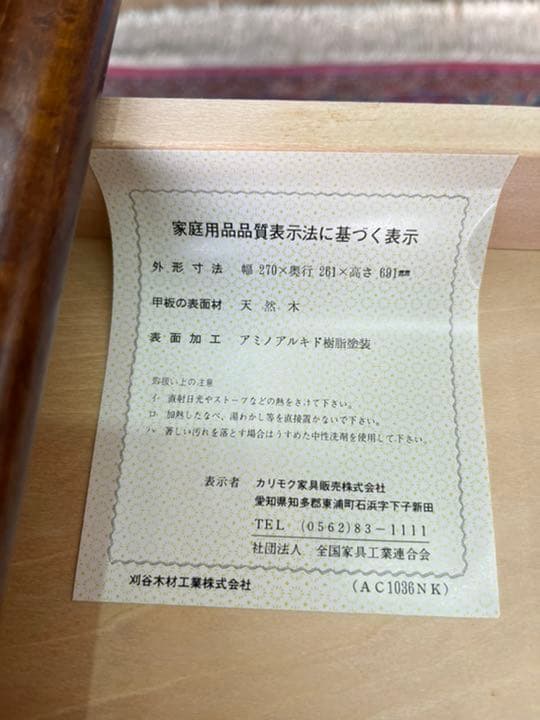 家庭用品品質表示法に基づく表示
外形寸法 幅 270×奥行 261×高さ 691mm
甲板の表面材 天然木
表面加工 アミノアルキド樹脂塗装
取扱い上の注意
イ. 直射日光やストーブなどの熱をさけて下さい。
ロ. 加熱したなべ、湯わかし等を直接置かないで下さい。
ハ. 著しい汚れを落とす場合はうすめた中性洗剤を使用して下さい。
表示者 カリモク家具販売株式会社
愛知県知多郡東浦町石浜字下子新田
TEL (0562)83-1111
社団法人 全国家具工業連合会
刈谷木材工業株式会社 (AC1036NK)